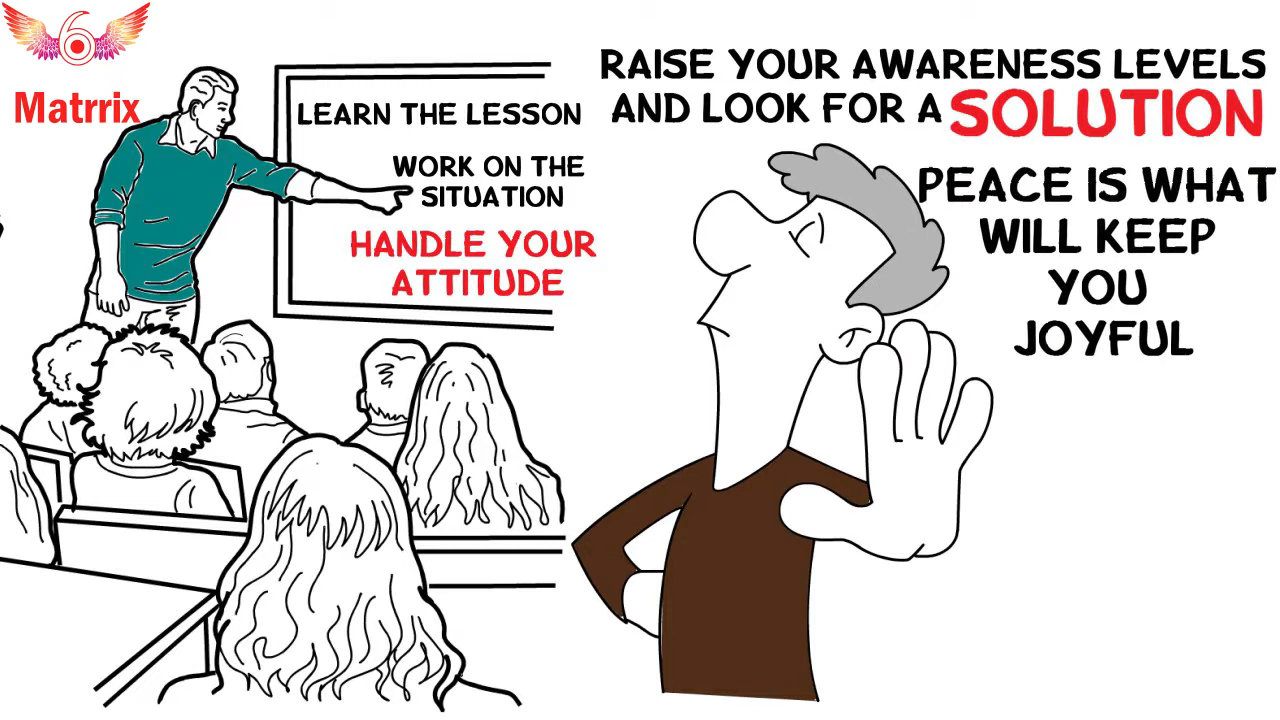 6
Matrrix
LEARN THE LESSON
WORK ON THE
SITUATION
HANDLE YOUR
ATTITUDE
RAISE YOUR AWARENESS LEVELS
AND LOOK FOR A SOLUTION
PEACE IS WHAT
WILL KEEP
YOU
JOYFUL